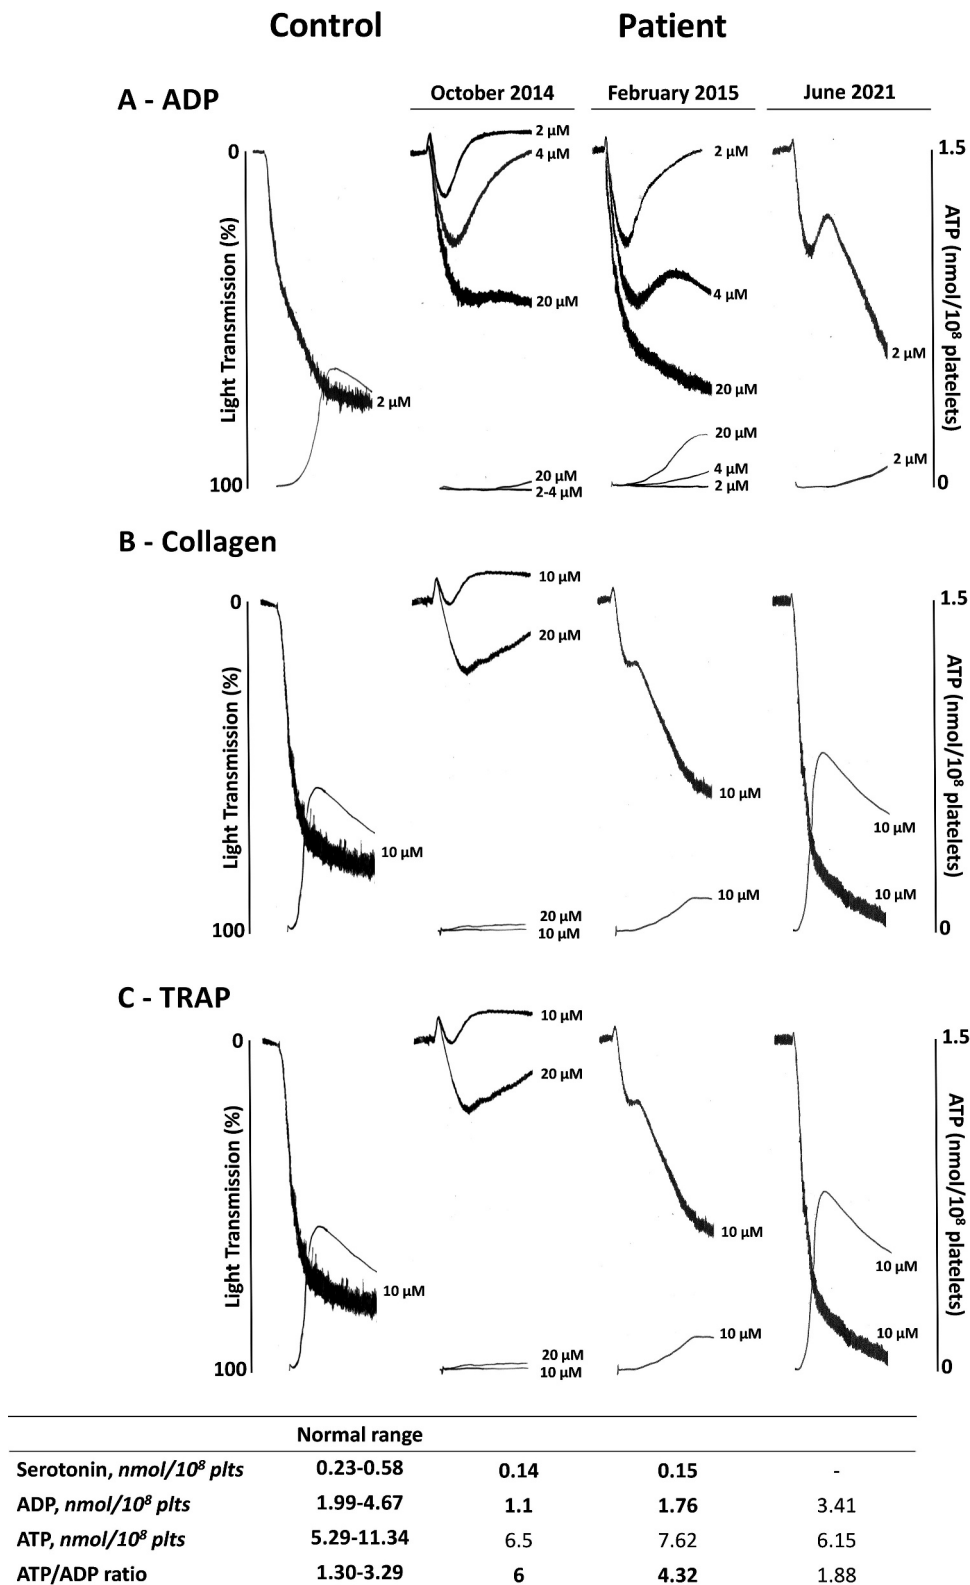 Control
Patient
A - ADP
October 2014
February 2015
June 2021
0
2 µM
4 µM
20 µM
2 µM
4 µM
20 µM
2 µM
2 µM
1.5
Light Transmission (%)
ATP (nmol/10⁸ platelets)
20 µM
2-4 µM
20 µM
4 µM
2 µM
2 µM
100
0
B - Collagen
0
10 µM
20 µM
1.5
Light Transmission (%)
10 µM
10 µM
10 µM
10 µM
ATP (nmol/10⁸ platelets)
20 µM
10 µM
10 µM
100
0
C - TRAP
0
10 µM
20 µM
1.5
Light Transmission (%)
10 µM
10 µM
10 µM
10 µM
ATP (nmol/10⁸ platelets)
20 µM
10 µM
10 µM
100
0
Normal range
Serotonin, nmol/10⁸ plts 0.23-0.58 0.14 0.15 -
ADP, nmol/10⁸ plts 1.99-4.67 1.1 1.76 3.41
ATP, nmol/10⁸ plts 5.29-11.34 6.5 7.62 6.15
ATP/ADP ratio 1.30-3.29 6 4.32 1.88